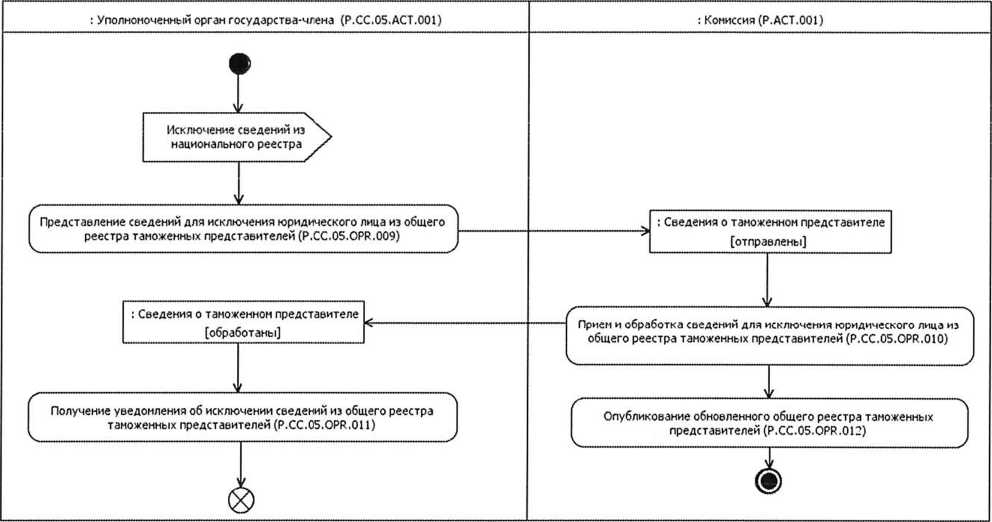 : Уполномоченный орган государства-члена (P.CC.05.ACT.001)
: Комиссия (P.ACT.001)
Исключение сведений из
национального реестра
Представление сведений для исключения юридического лица из общего
реестра таможенных представителей (P.CC.05.OPR.009)
: Сведения о таможенном представителе
[отправлены]
: Сведения о таможенном представителе
[обработаны]
Прием и обработка сведений для исключения юридического лица из
общего реестра таможенных представителей (P.CC.05.OPR.010)
Получение уведомления об исключении сведений из общего реестра
таможенных представителей (P.CC.05.OPR.011)
Опубликование обновленного общего реестра таможенных
представителей (P.CC.05.OPR.012)